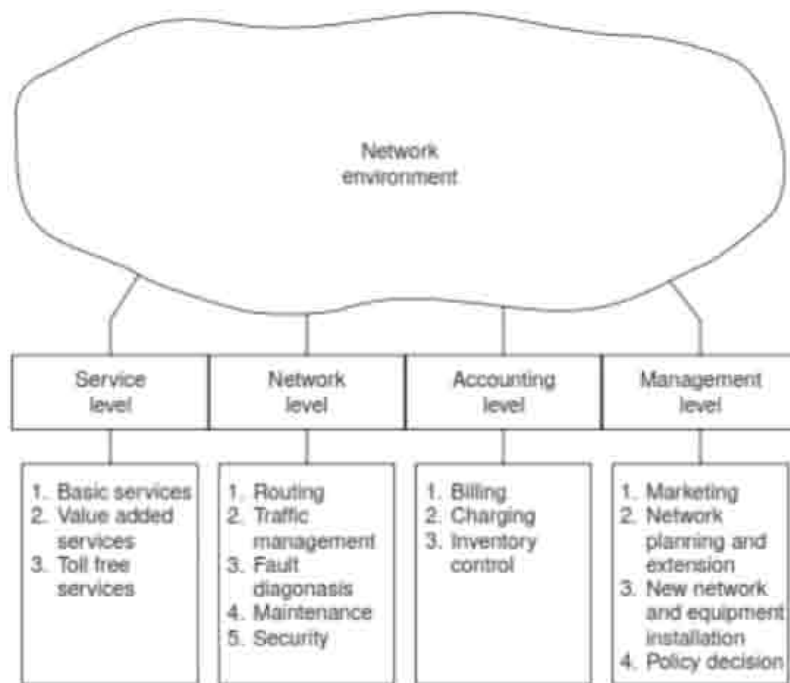 Network
environment
Service
level
Network
level
Accounting
level
Management
level
1. Basic services
2. Value added
services
3. Toll free
services
1. Routing
2. Traffic
management
3. Fault
diagonasis
4. Maintenance
5. Security
1. Billing
2. Charging
3. Inventory
control
1. Marketing
2. Network
planning and
extension
3. New network
and equipment
installation
4. Policy decision